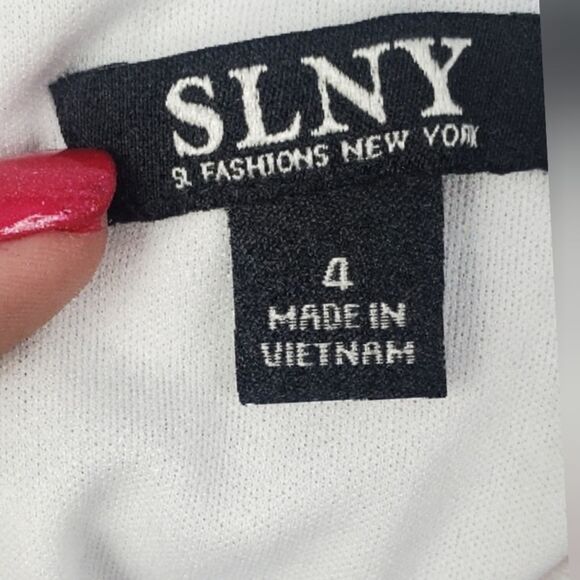 SLNY
SL FASHIONS NEW YORK
4
MADE IN
VIETNAM